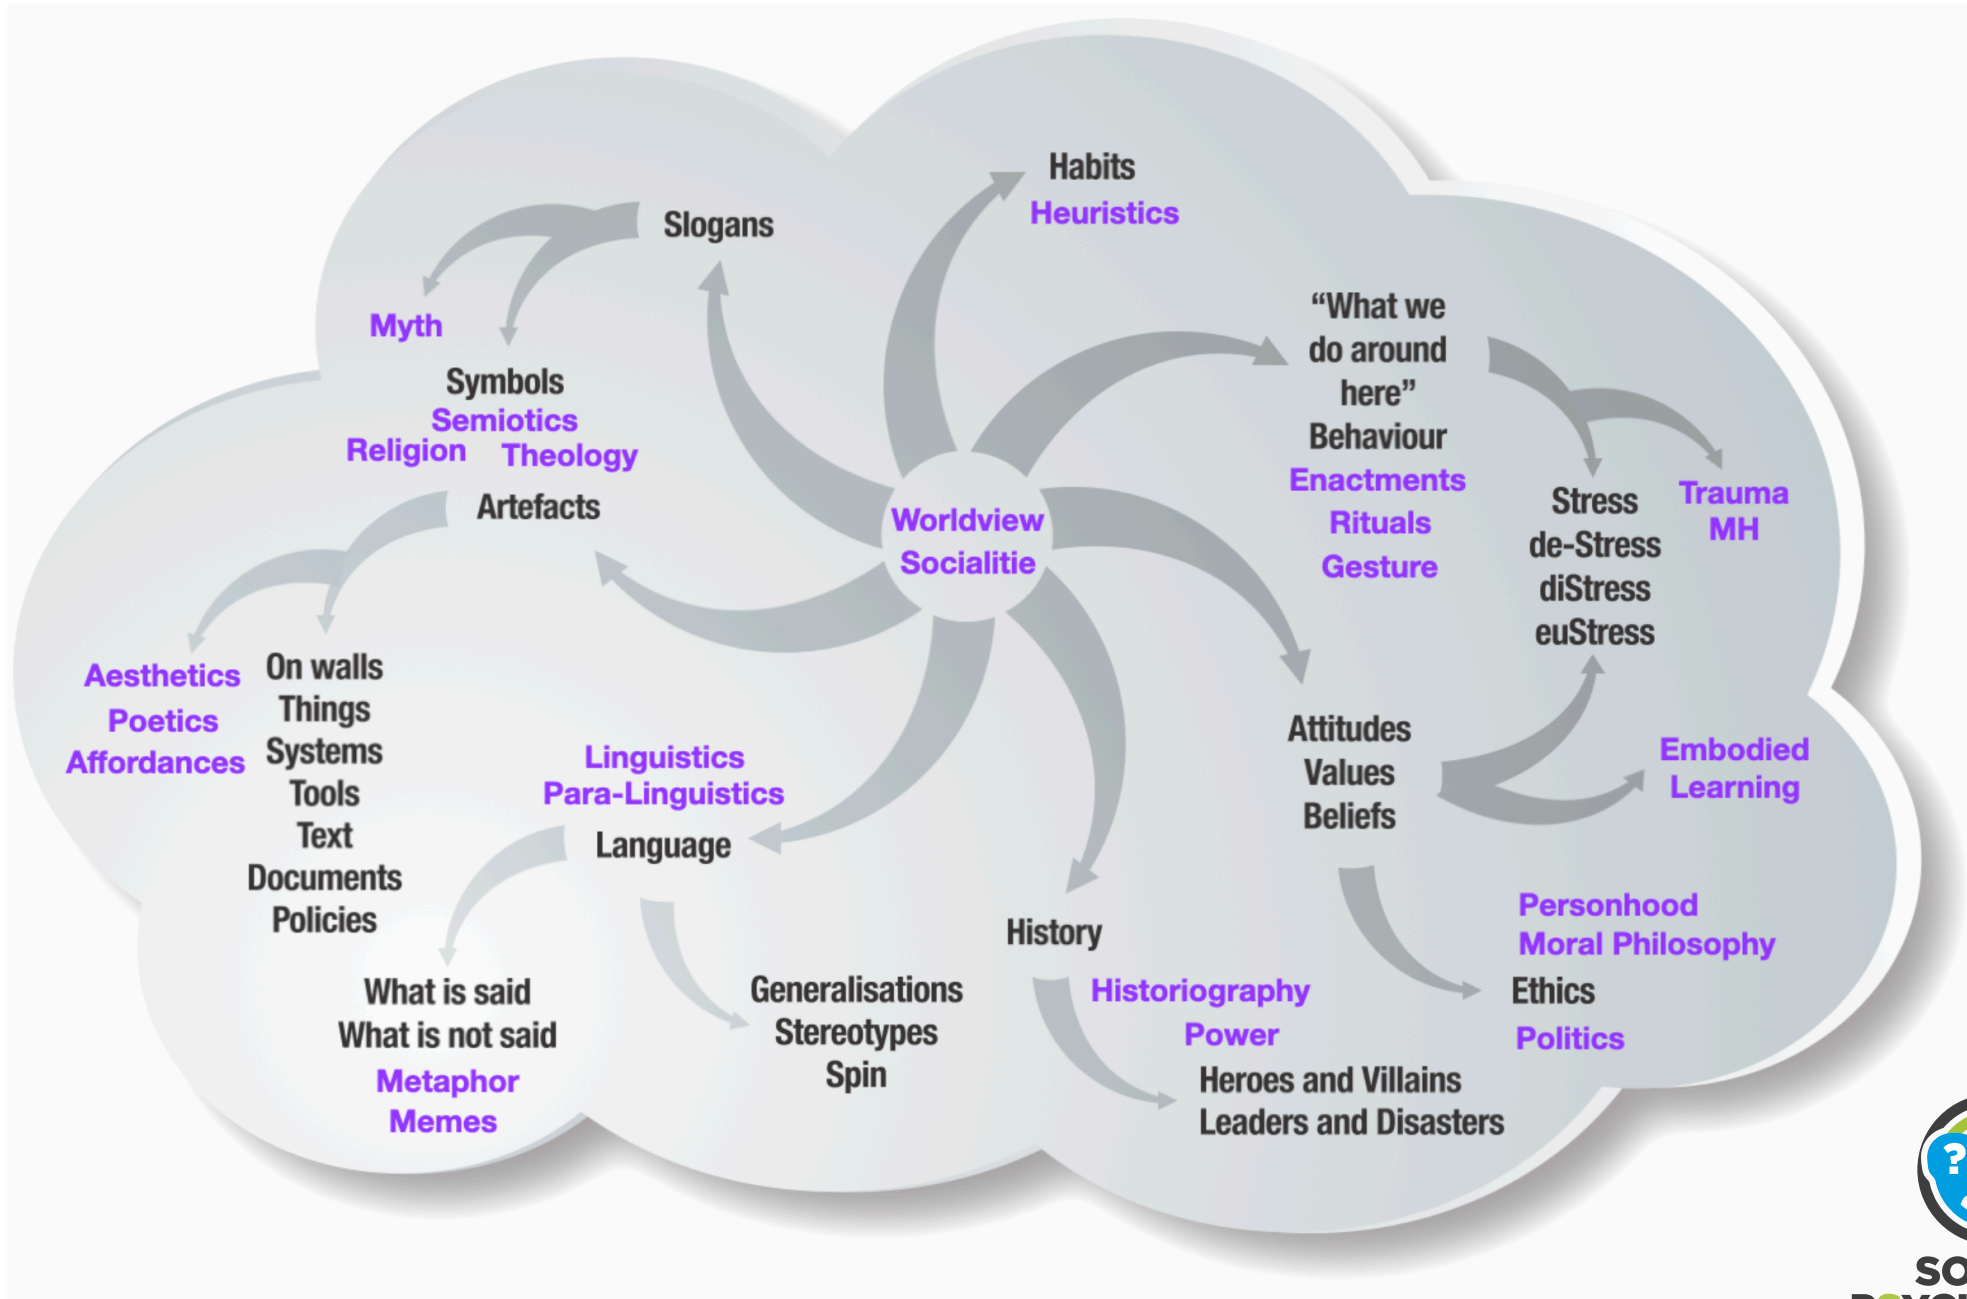 Habits
Heuristics
Slogans
Myth
Symbols
Semiotics
Religion Theology
Artefacts
“What we
do around
here”
Behaviour
Enactments
Rituals
Gesture
Stress
de-Stress
diStress
euStress
Trauma
MH
Worldview
Socialitie
Aesthetics
Poetics
Affordances
On walls
Things
Systems
Tools
Text
Documents
Policies
Linguistics
Para-Linguistics
Language
What is said
What is not said
Metaphor
Memes
Generalisations
Stereotypes
Spin
History
Historiography
Power
Heroes and Villains
Leaders and Disasters
Attitudes
Values
Beliefs
Embodied
Learning
Personhood
Moral Philosophy
Ethics
Politics
?
SO